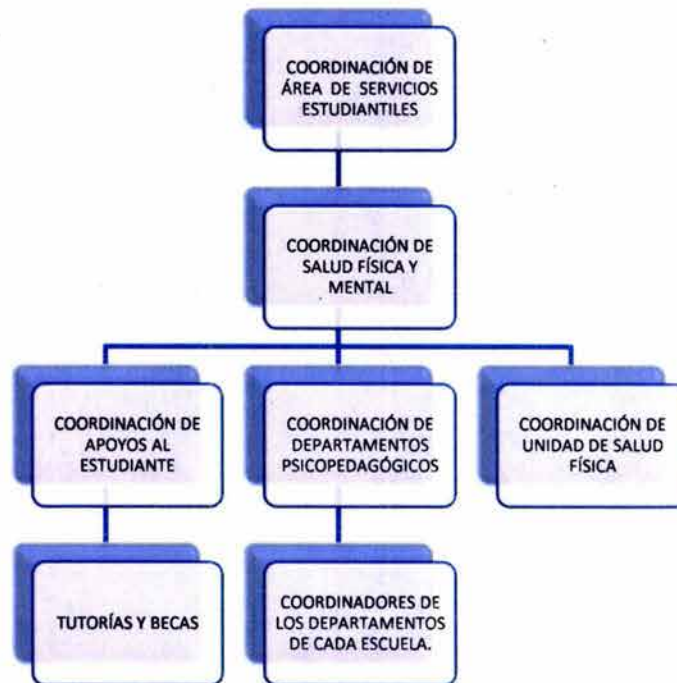 COORDINACIÓN DE
ÁREA DE SERVICIOS
ESTUDIANTILES
COORDINACIÓN DE
SALUD FÍSICA Y
MENTAL
COORDINACIÓN DE
APOYOS AL
ESTUDIANTE
COORDINACIÓN DE
DEPARTAMENTOS
PSICOPEDAGÓGICOS
COORDINACIÓN DE
UNIDAD DE SALUD
FÍSICA
TUTORÍAS Y BECAS
COORDINADORES DE
LOS DEPARTAMENTOS
DE CADA ESCUELA.